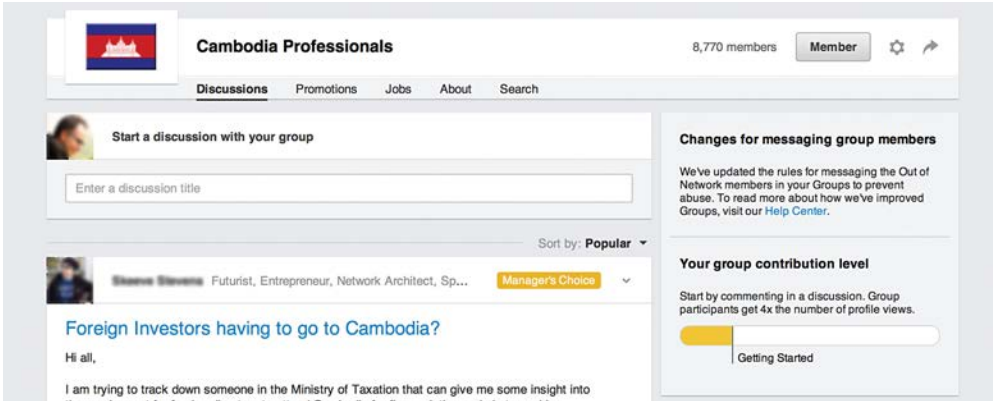 Cambodia Professionals
8,770 members
Member
Discussions
Promotions
Jobs
About
Search
Start a discussion with your group
Enter a discussion title
Sort by: Popular
Futurist, Entrepreneur, Network Architect, Sp...
Manager's Choice
Foreign Investors having to go to Cambodia?
Hi all,
I am trying to track down someone in the Ministry of Taxation that can give me some insight into
Changes for messaging group members
We've updated the rules for messaging the Out of
Network members in your Groups to prevent
abuse. To read more about how we've improved
Groups, visit our Help Center.
Your group contribution level
Start by commenting in a discussion. Group
participants get 4x the number of profile views.
Getting Started